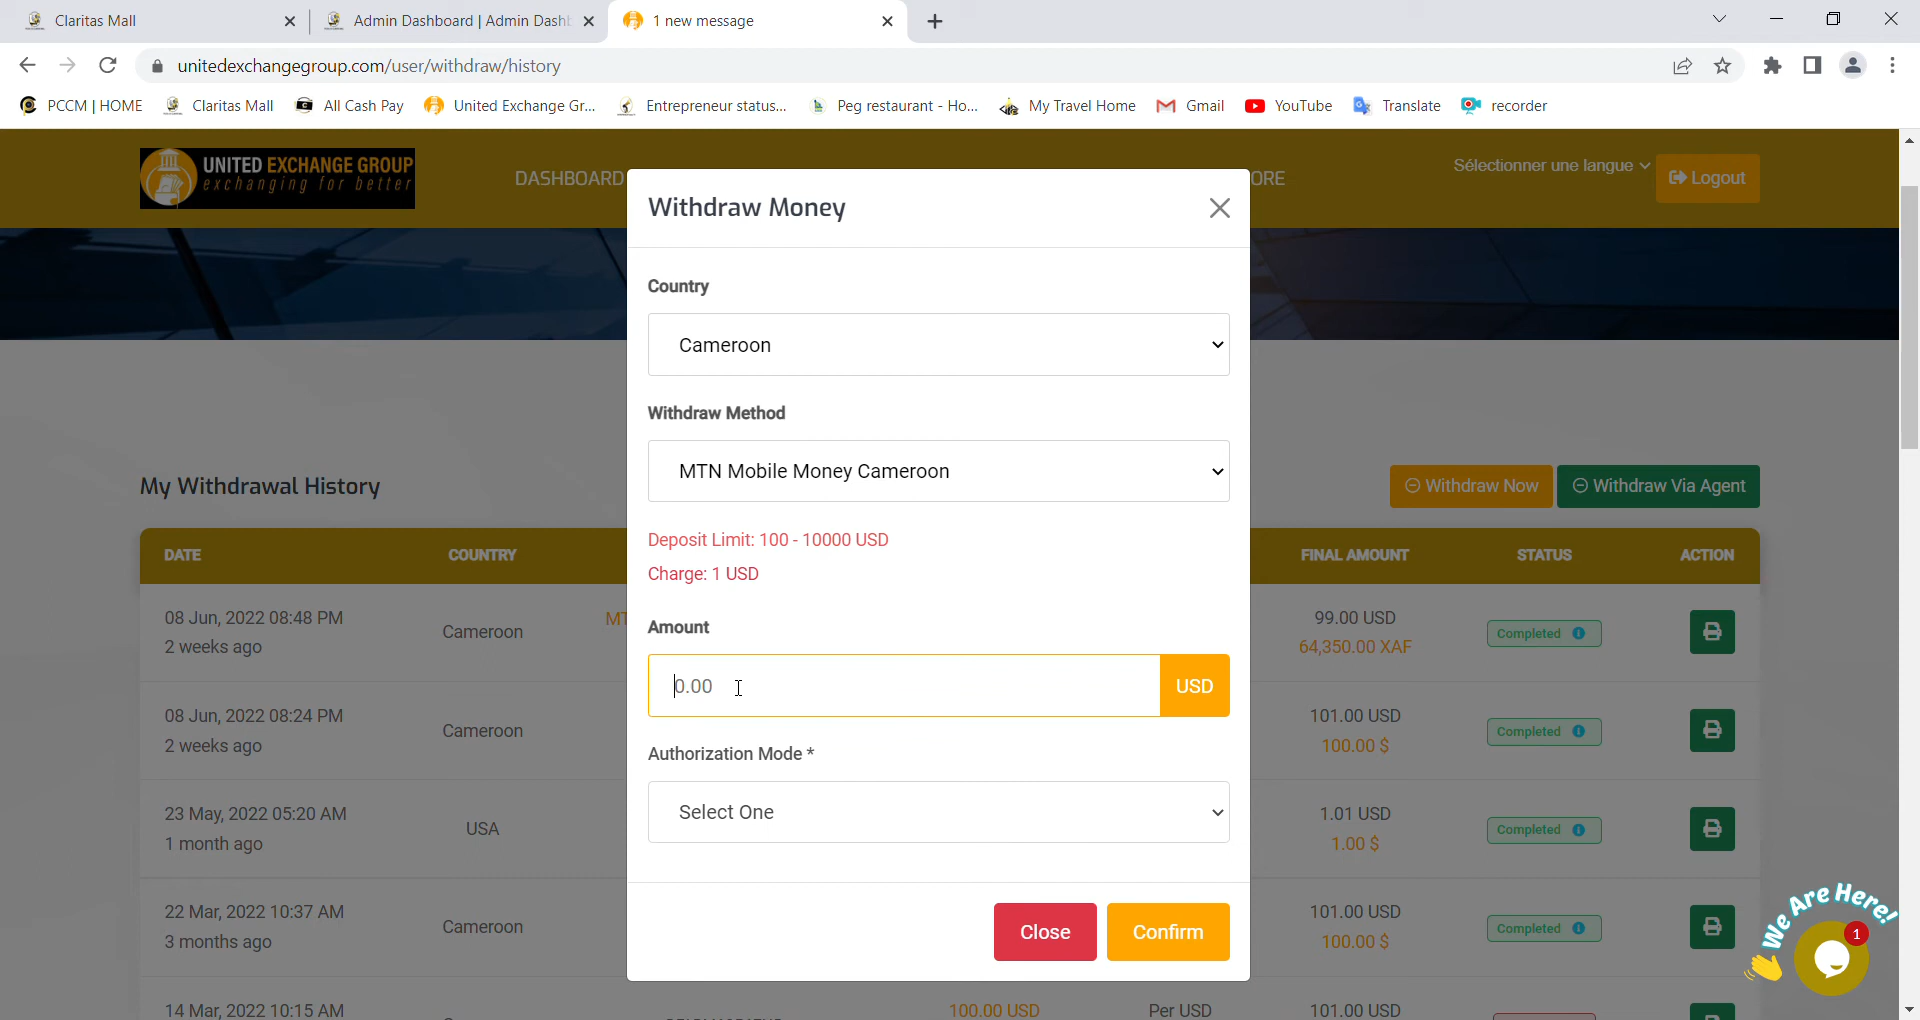 Claritas Mall
Admin Dashboard | Admin Dasht
1 new message
unitedexchangegroup.com/user/withdraw/history
PCCM | HOME
Claritas Mall
All Cash Pay
United Exchange Gr...
Entrepreneur status...
Peg restaurant - Ho...
My Travel Home
Gmail
YouTube
Translate
recorder
UNITED EXCHANGE GROUP
exchanging for better
DASHBOARD
ORE
Sélectionner une langue
Logout
Withdraw Money
Country
Cameroon
Withdraw Method
MTN Mobile Money Cameroon
Deposit Limit: 100 - 10000 USD
Charge: 1 USD
Amount
0.00
USD
Authorization Mode *
Select One
Close
Confirm
My Withdrawal History
Withdraw Now
Withdraw Via Agent
DATE COUNTRY FINAL AMOUNT STATUS ACTION
08 Jun, 2022 08:48 PM
2 weeks ago
Cameroon
MT
99.00 USD
64,350.00 XAF
Completed
08 Jun, 2022 08:24 PM
2 weeks ago
Cameroon
101.00 USD
100.00 $
Completed
23 May, 2022 05:20 AM
1 month ago
USA
1.01 USD
1.00 $
Completed
22 Mar, 2022 10:37 AM
3 months ago
Cameroon
101.00 USD
100.00 $
Completed
14 Mar, 2022 10:15 AM
100.00 USD
Per USD
101.00 USD
We Are Here!
1